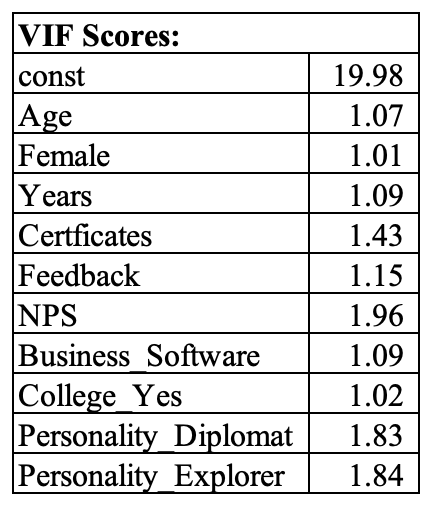 VIF Scores:
const 19.98
Age 1.07
Female 1.01
Years 1.09
Certficates 1.43
Feedback 1.15
NPS 1.96
Business_Software 1.09
College_Yes 1.02
Personality_Diplomat 1.83
Personality_Explorer 1.84